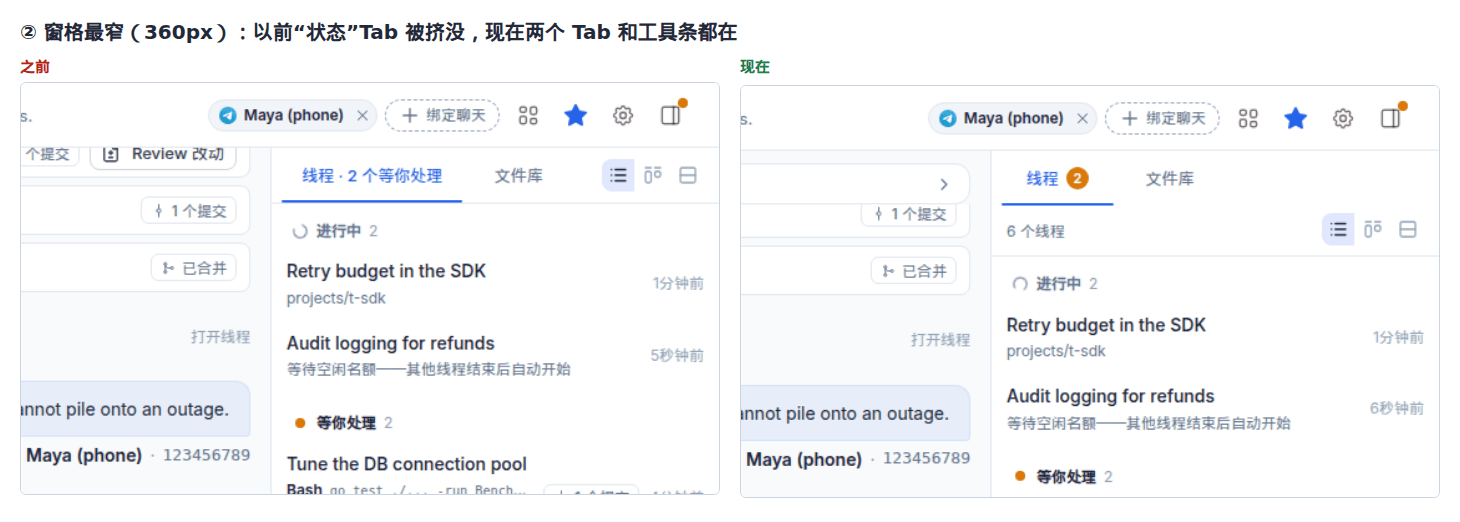 ② 窗格最窄（360px）：以前“状态”Tab 被挤没，现在两个 Tab 和工具条都在
之前
s.
Maya (phone) ×
+ 绑定聊天
个提交
Review 改动
1 个提交
已合并
打开线程
annot pile onto an outage.
Maya (phone) · 123456789
线程 · 2 个等你处理
文件库
进行中 2
Retry budget in the SDK
1分钟前
projects/t-sdk
Audit logging for refunds
5秒钟前
等待空闲名额——其他线程结束后自动开始
等你处理 2
Tune the DB connection pool
Bash go test ./... -run Bench…
1 个提交
现在
s.
Maya (phone) ×
+ 绑定聊天
1 个提交
已合并
打开线程
annot pile onto an outage.
Maya (phone) · 123456789
线程 2
文件库
6 个线程
进行中 2
Retry budget in the SDK
1分钟前
projects/t-sdk
Audit logging for refunds
6秒钟前
等待空闲名额——其他线程结束后自动开始
等你处理 2